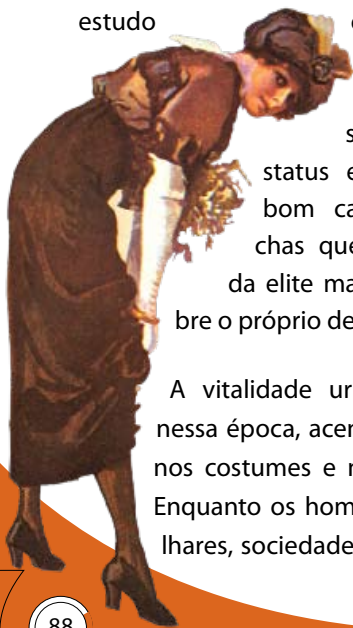 estudo
status e
bom ca
chas que
da elite ma
bre o próprio de
A vitalidade ur
nessa época, acen
nos costumes e r
Enquanto os hom
lhares, sociedade
88